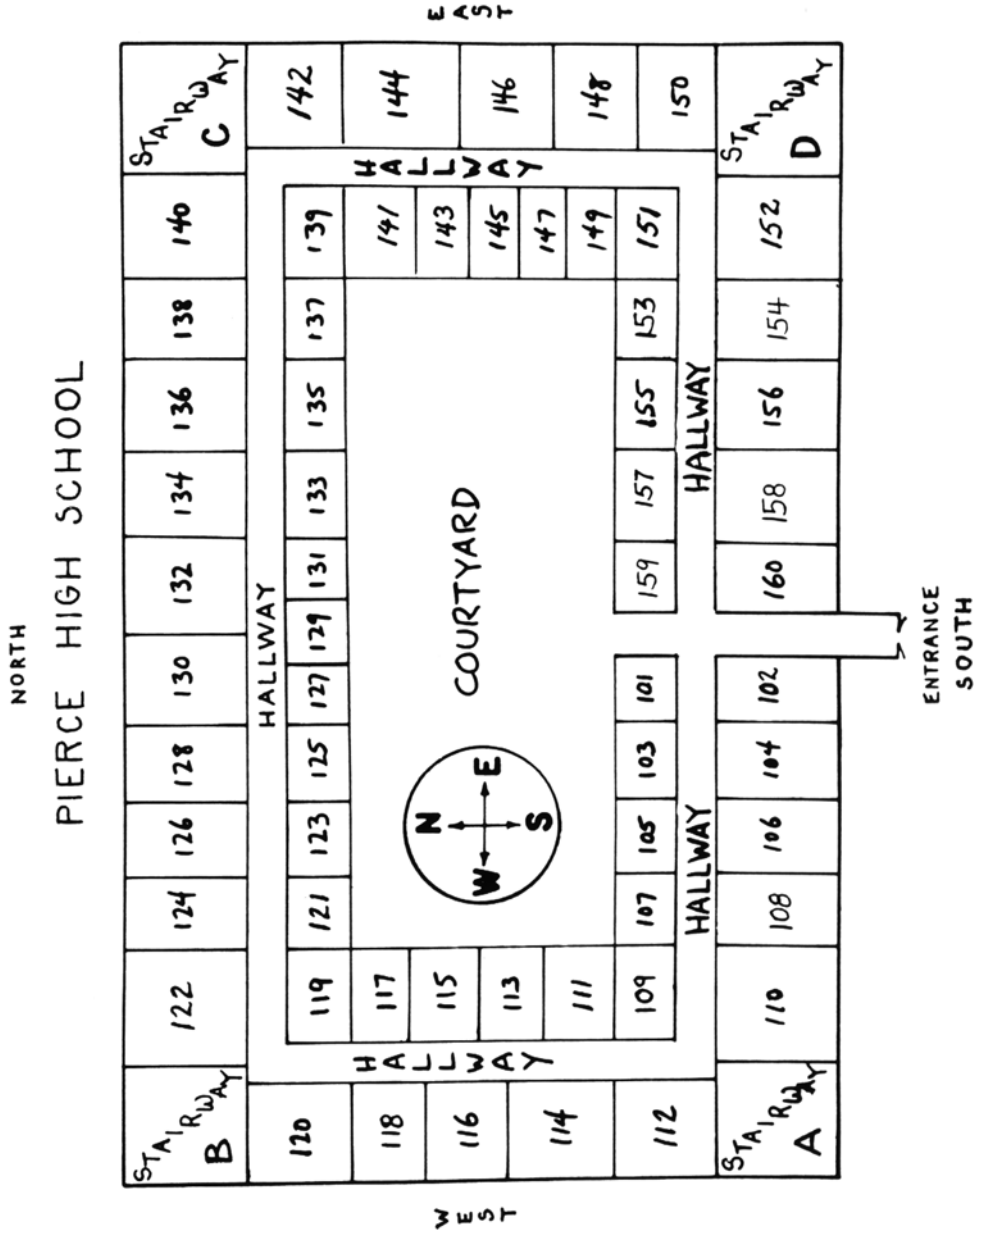 NORTH
PIERCE HIGH SCHOOL
STAIRWAY B 122 124 126 128 130 132 134 136 138 140 STAIRWAY C
HALLWAY
120 119 121 123 125 127 129 131 133 135 137 139 142
118 117 141 144
116 115 143 146
114 113 145 148
111 147
149
112 109 107 105 103 101 159 157 155 153 151 150
WEST
HALLWAY
N
W E
S
COURTYARD
HALLWAY
EAST
HALLWAY HALLWAY
STAIRWAY A 110 108 106 104 102 160 158 156 154 152 STAIRWAY D
ENTRANCE
SOUTH